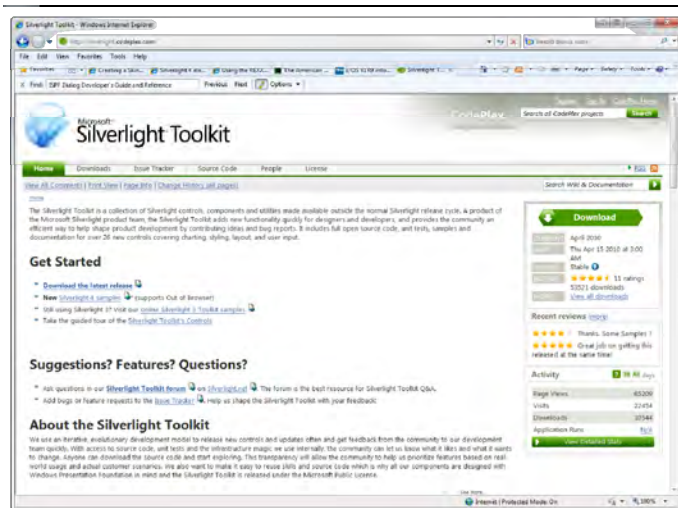 Silverlight Toolkit - Windows Internet Explorer
File Edit View Favorites Tools Help
Favorites
Find: ISPF Dialog Developer's Guide and Reference Previous Next Options
Microsoft
Silverlight Toolkit
CodePlex
Search all CodePlex projects Search
Home Downloads Issue Tracker Source Code People License
RSS
View All Comments | Print View | Page Info | Change History (all pages)
Search Wiki & Documentation
The Silverlight Toolkit is a collection of Silverlight controls, components and utilities made available outside the normal Silverlight release cycle. A product of
the Microsoft Silverlight product team, the Silverlight Toolkit adds new functionality quickly for designers and developers, and provides the community an
efficient way to help shape product development by contributing ideas and bug reports. It includes full open source code, unit tests, samples and
documentation for over 26 new controls covering charting, styling, layout, and user input.
Download
April 2010
Thu Apr 15 2010 at 3:00
AM
Stable
11 ratings
53521 downloads
View all downloads
Get Started
Download the latest release
New Silverlight 4 samples (supports Out of Browser)
Still using Silverlight 3? Visit our online Silverlight 3 Toolkit samples
Take the guided tour of the Silverlight Toolkit's Controls
Recent reviews (more)
Thanks. Some Samples ?
Great job on getting this
released at the same time!
Suggestions? Features? Questions?
Ask questions in our Silverlight Toolkit forum on Silverlight.net. The forum is the best resource for Silverlight Toolkit Q&A.
Add bugs or feature requests to the Issue Tracker. Help us shape the Silverlight Toolkit with your feedback!
Activity 7 30 All days
Page Views 65209
Visits 22454
Downloads 32544
Application Runs N/A
View Detailed Stats
About the Silverlight Toolkit
We use an iterative, evolutionary development model to release new controls and updates often and get feedback from the community to our development
team quickly. With access to source code, unit tests and the infrastructure magic we use internally, the community can let us know what it likes and what it wants
to change. Anyone can download the source code and start exploring. This transparency will allow the community to help us prioritize features based on real-
world usage and actual customer scenarios. We also want to make it easy to reuse skills and source code which is why all our components are designed with
Windows Presentation Foundation in mind and the Silverlight Toolkit is released under the Microsoft Public License.
Internet | Protected Mode: On 100%